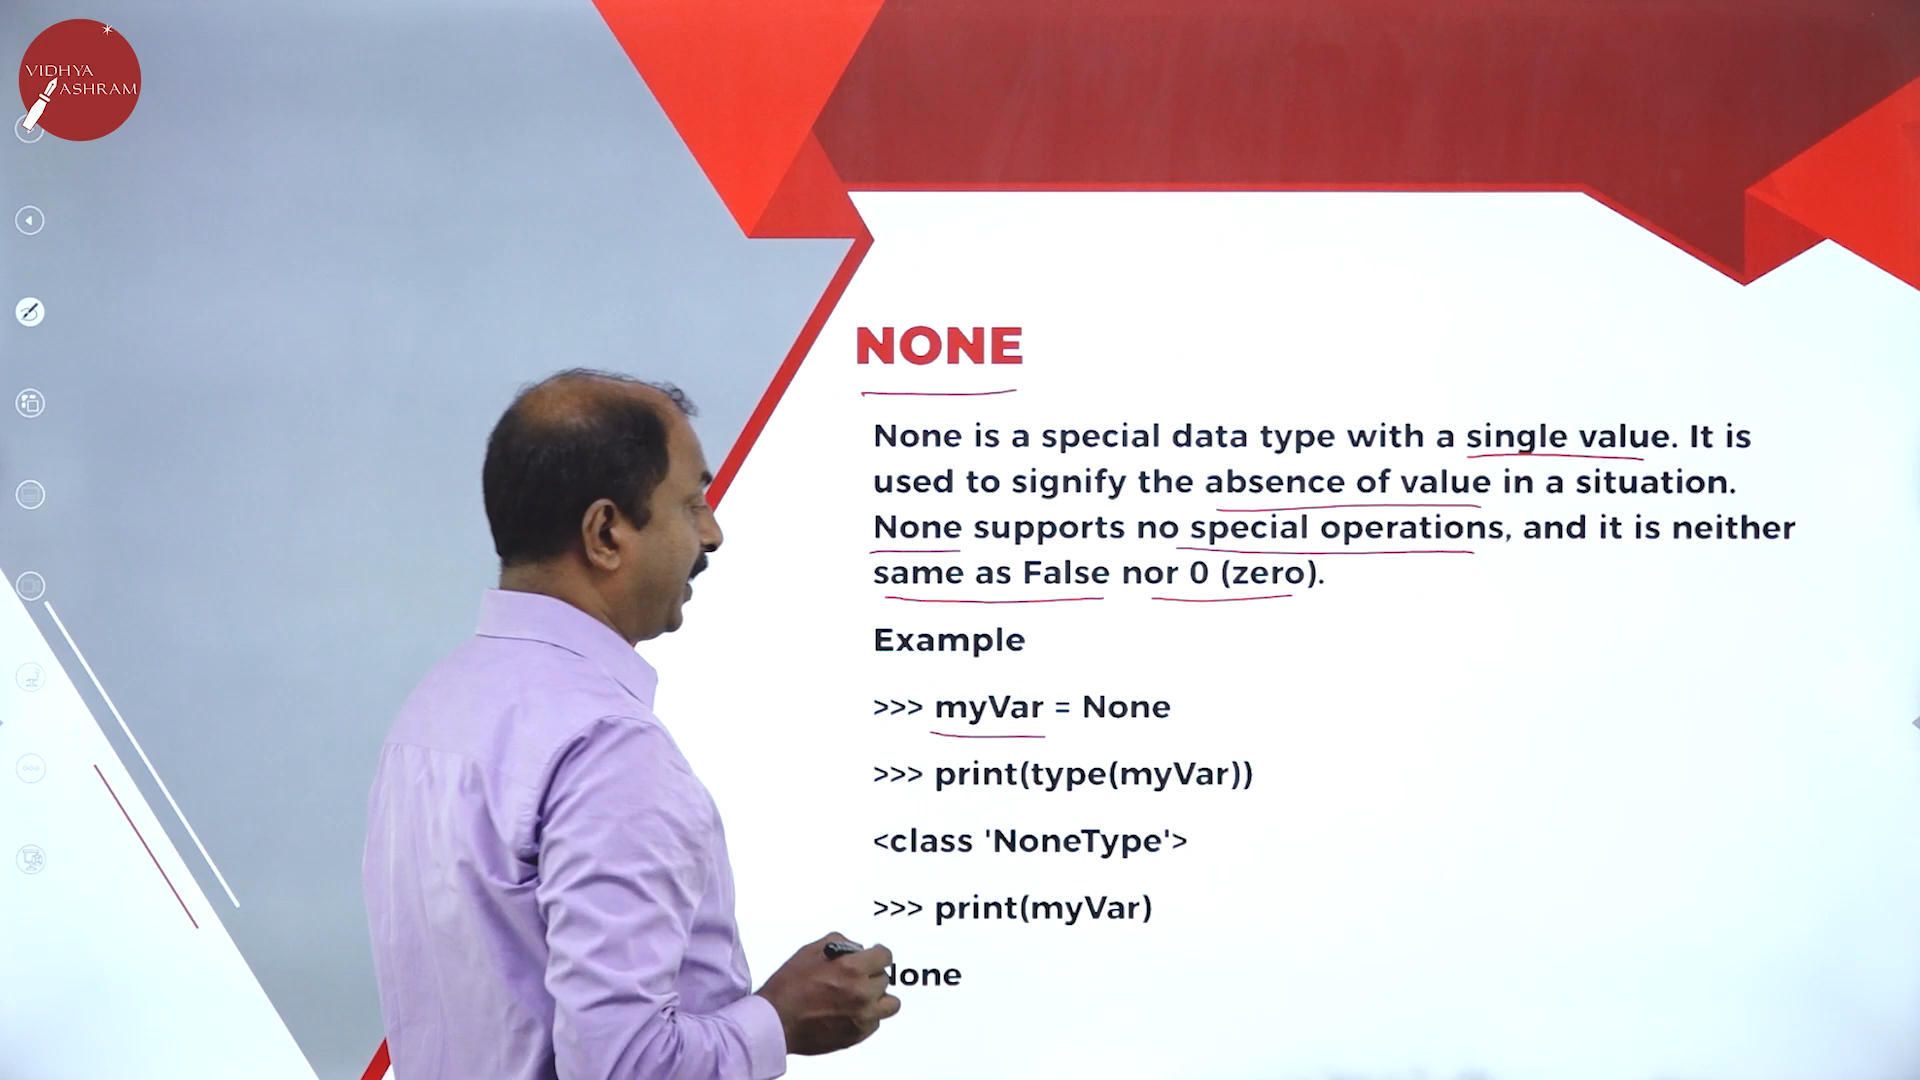 VIDHYA
ASHRAM
NONE
None is a special data type with a single value. It is
used to signify the absence of value in a situation.
None supports no special operations, and it is neither
same as False nor 0 (zero).
Example
>>> myVar = None
>>> print(type(myVar))
<class 'NoneType'>
>>> print(myVar)
None